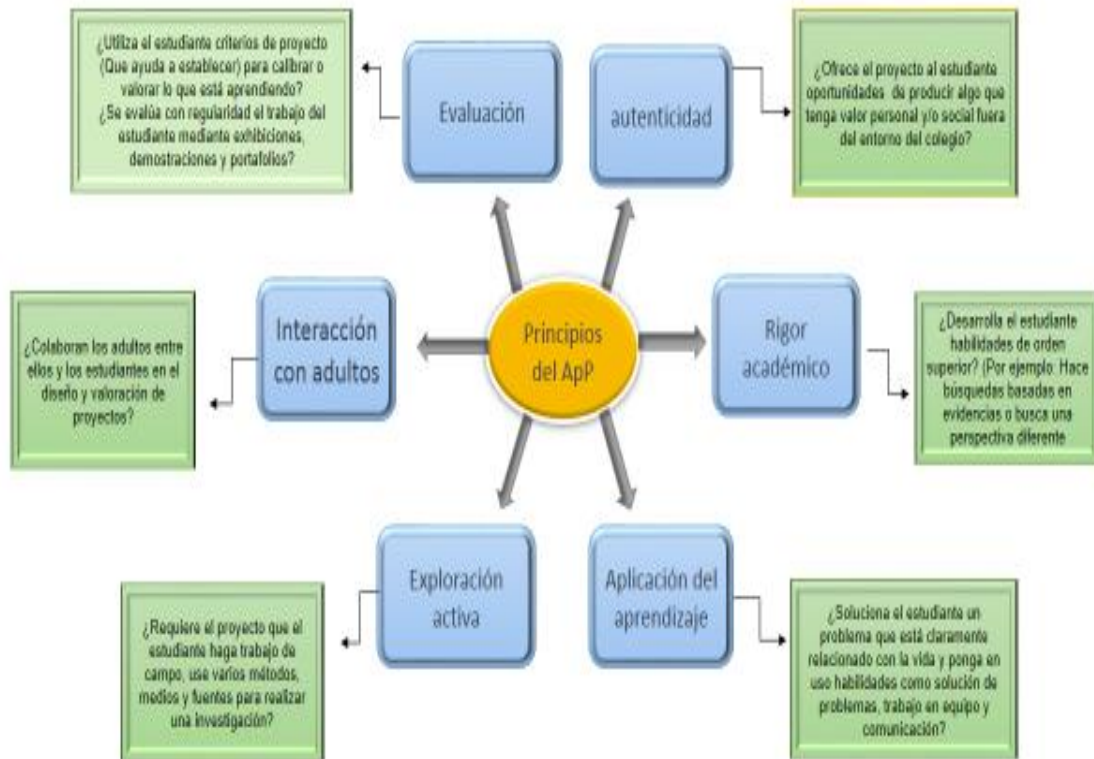 ¿Utiliza el estudiante criterios de proyecto
(Que ayuda a establecer) para calibrar o
valorar lo que está aprendiendo?
¿Se evalúa con regularidad el trabajo del
estudiante mediante exhibiciones,
demostraciones y portafolios?
Evaluación
autenticidad
¿Ofrece el proyecto al estudiante
oportunidades de producir algo que
tenga valor personal y/o social fuera
del entorno del colegio?
¿Colaboran los adultos entre
ellos y los estudiantes en el
diseño y valoración de
proyectos?
Interacción
con adultos
Principios
del ApP
Rigor
académico
¿Desarrolla el estudiante
habilidades de orden
superior? (Por ejemplo: Hace
búsquedas basadas en
evidencias o busca una
perspectiva diferente
¿Requiere el proyecto que el
estudiante haga trabajo de
campo, use varios métodos,
medios y fuentes para realizar
una investigación?
Exploración
activa
Aplicación del
aprendizaje
¿Soluciona el estudiante un
problema que está claramente
relacionado con la vida y ponga en
uso habilidades como solución de
problemas, trabajo en equipo y
comunicación?